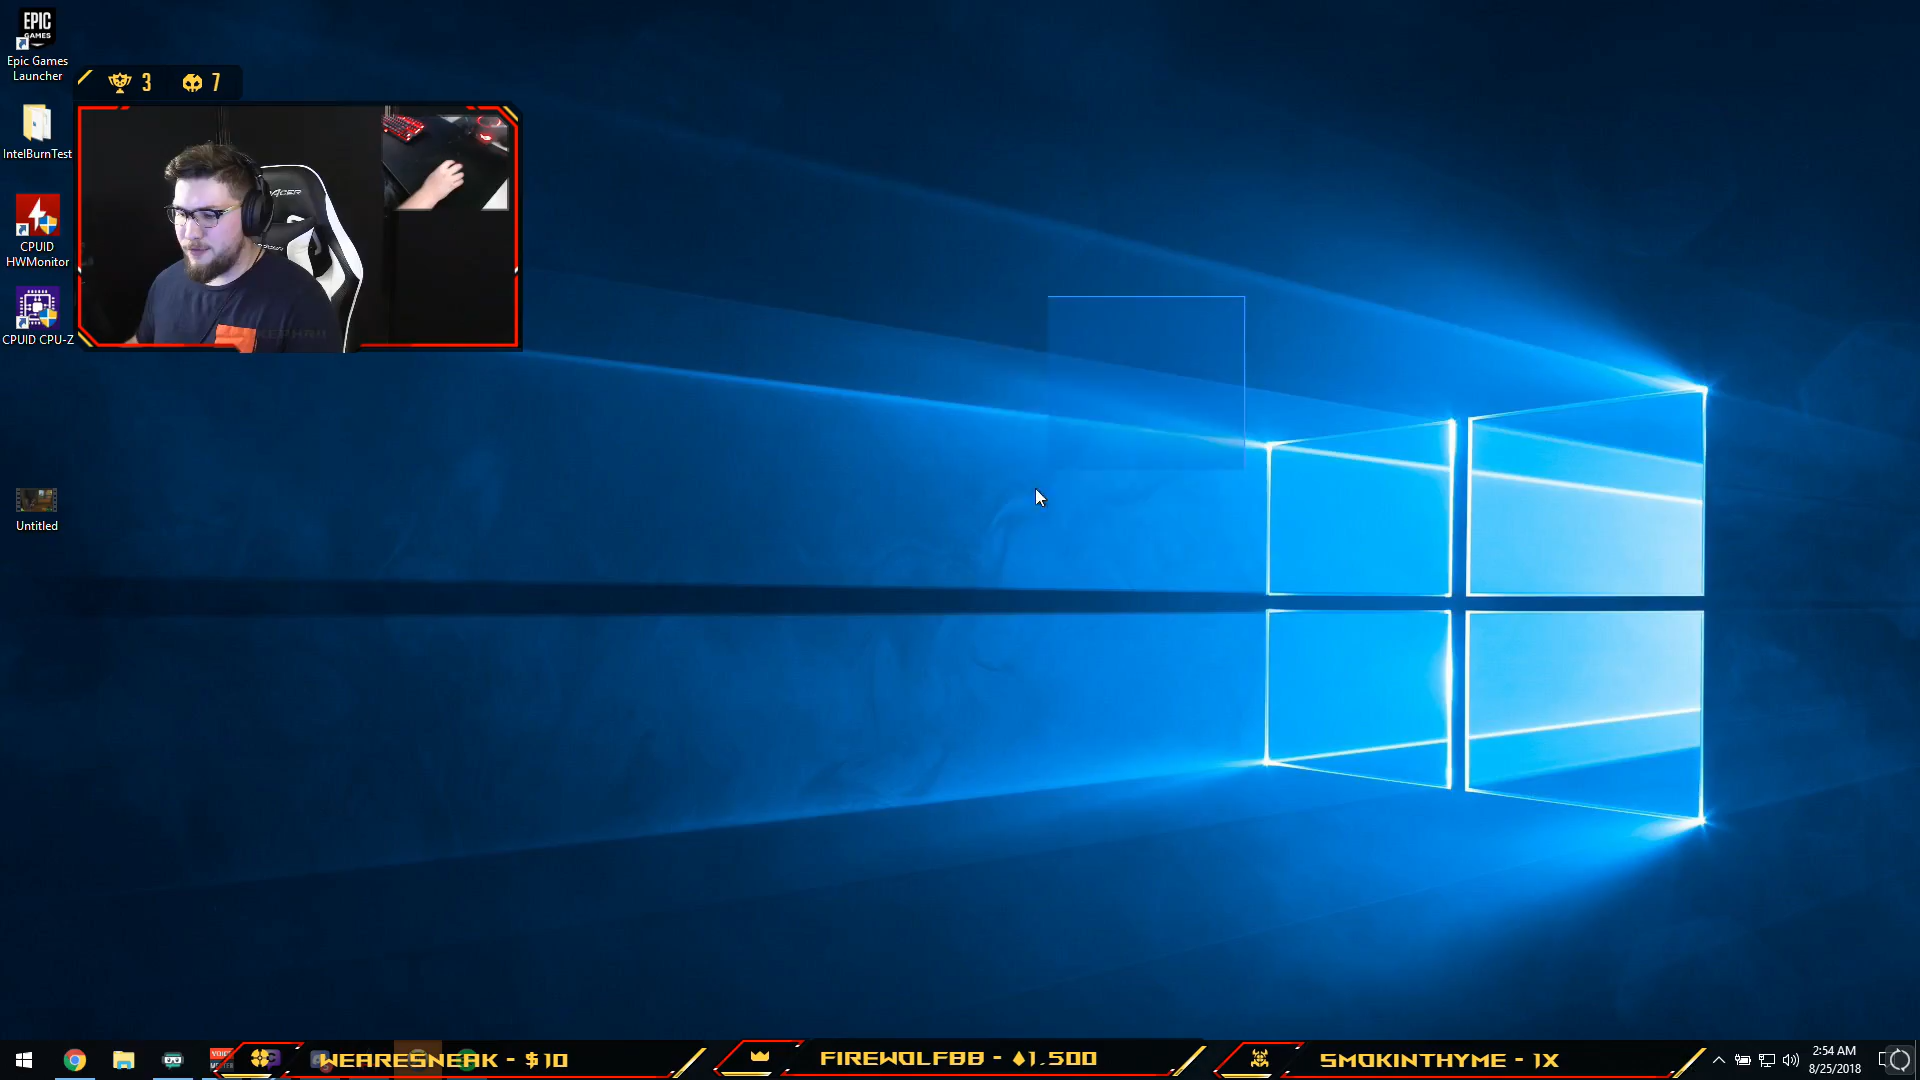 EPIC
GAMES
Epic Games
Launcher
3
7
IntelBurnTest
CPUID
HWMonitor
CPUID CPU-Z
Untitled
WEARESNEAK - $10
FIREWOLF88 - 1,500
SMOKINTHYME - 1X
2:54 AM
8/25/2018